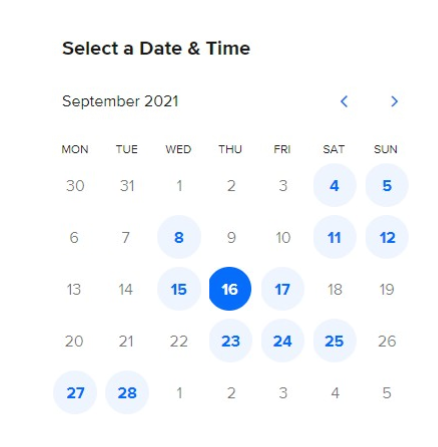 Select a Date & Time
September 2021
MON TUE WED THU FRI SAT SUN
30 31 1 2 3 4 5
6 7 8 9 10 11 12
13 14 15 16 17 18 19
20 21 22 23 24 25 26
27 28 1 2 3 4 5